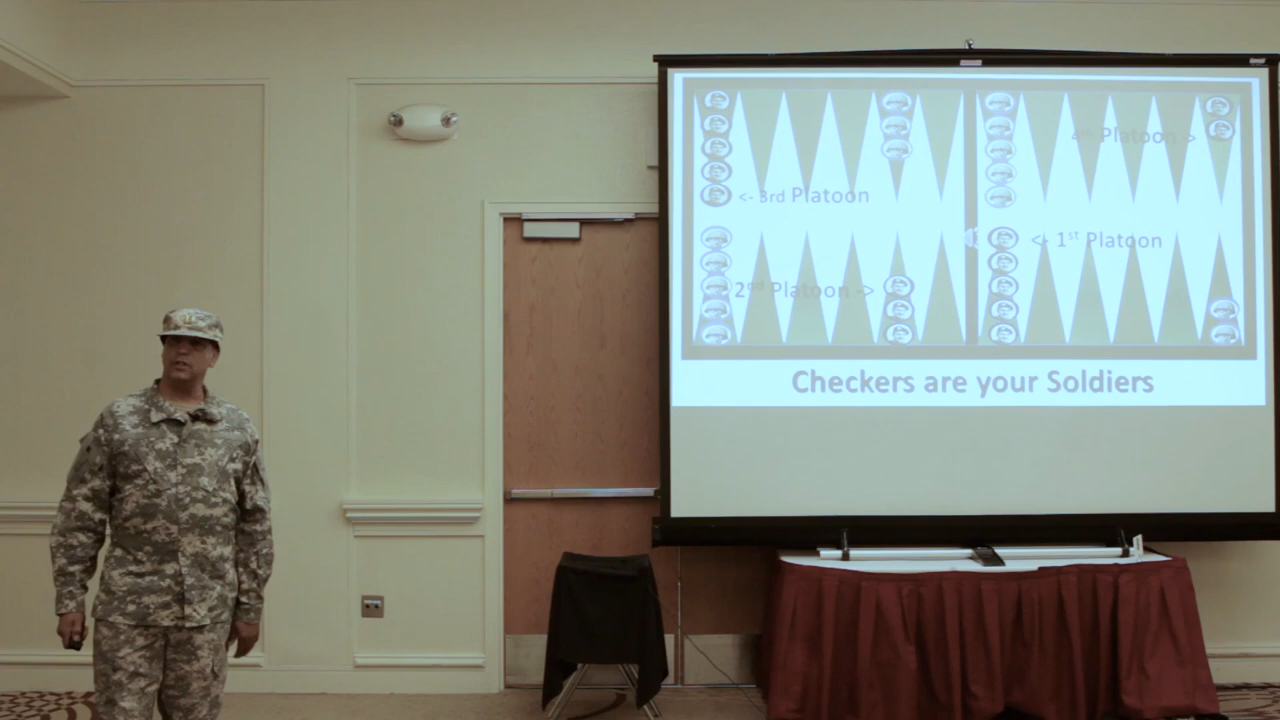 4th Platoon ->
<- 3rd Platoon
<- 1st Platoon
2nd Platoon ->
Checkers are your Soldiers